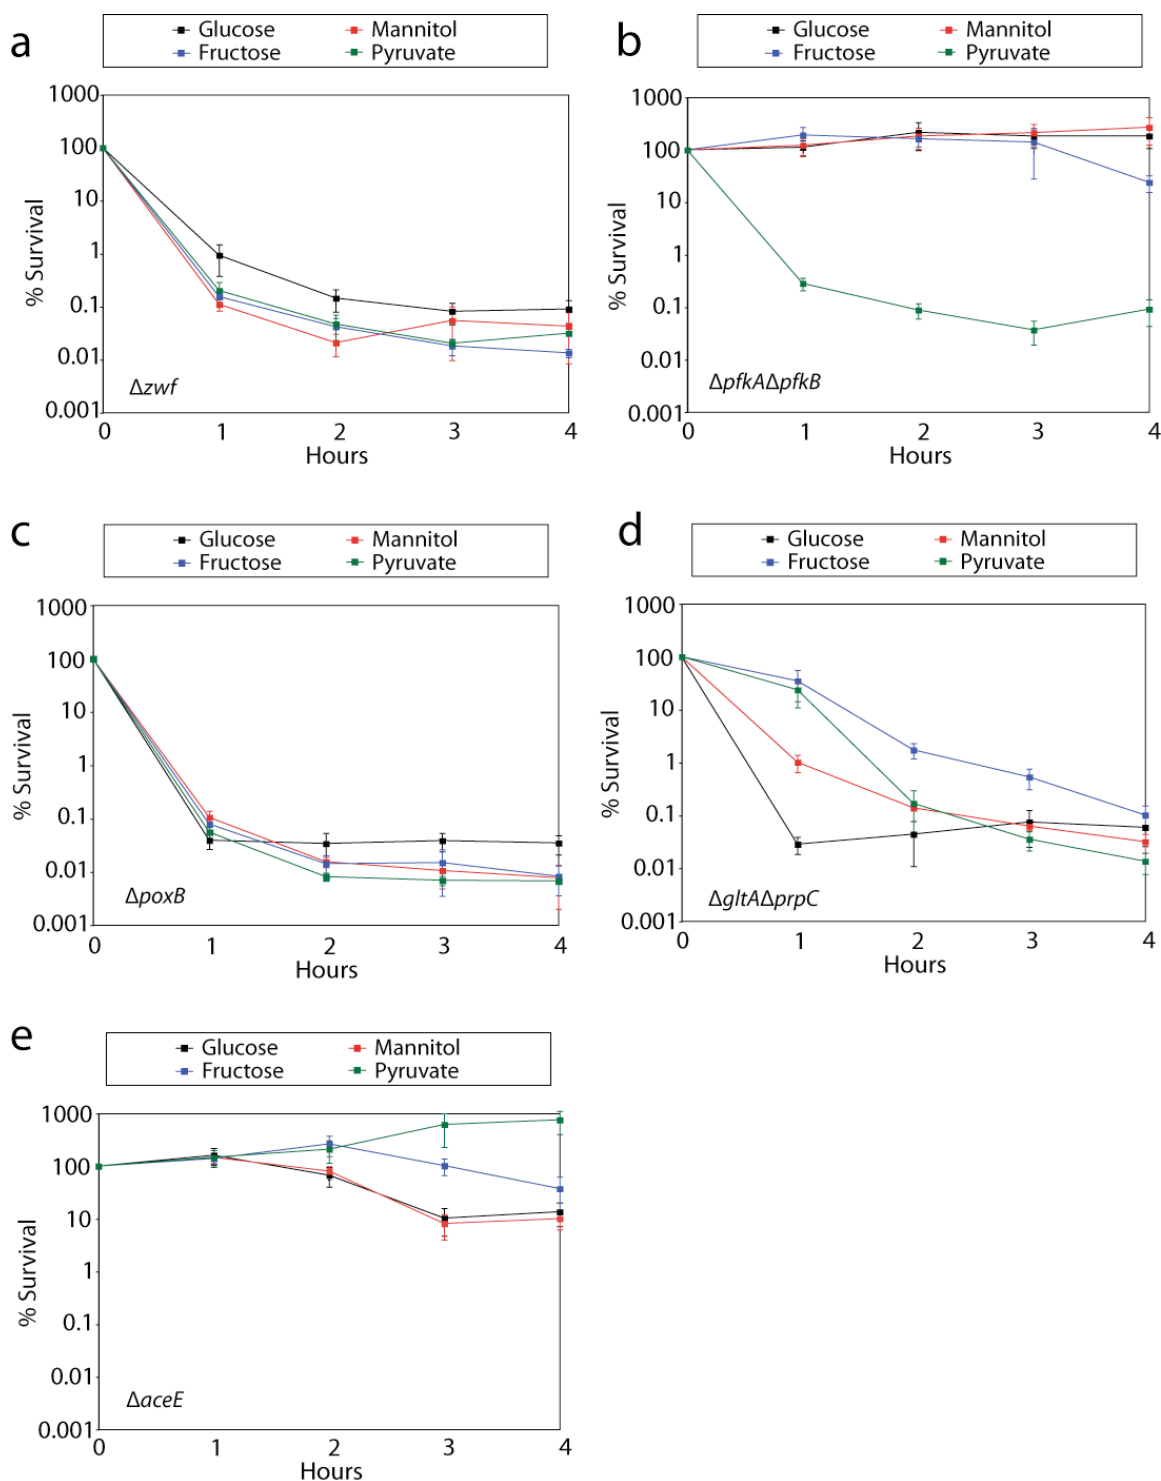 a
Glucose Mannitol
Fructose Pyruvate
1000
100
10
1
0.1
0.01
0.001
% Survival
ΔZwf
0 1 2 3 4
Hours
b
Glucose Mannitol
Fructose Pyruvate
1000
100
10
1
0.1
0.01
0.001
% Survival
ΔpfkAΔpfkB
0 1 2 3 4
Hours
c
Glucose Mannitol
Fructose Pyruvate
1000
100
10
1
0.1
0.01
0.001
% Survival
ΔpoxB
0 1 2 3 4
Hours
d
Glucose Mannitol
Fructose Pyruvate
1000
100
10
1
0.1
0.01
0.001
% Survival
ΔgltAΔprpC
0 1 2 3 4
Hours
e
Glucose Mannitol
Fructose Pyruvate
1000
100
10
1
0.1
0.01
0.001
% Survival
ΔaceE
0 1 2 3 4
Hours